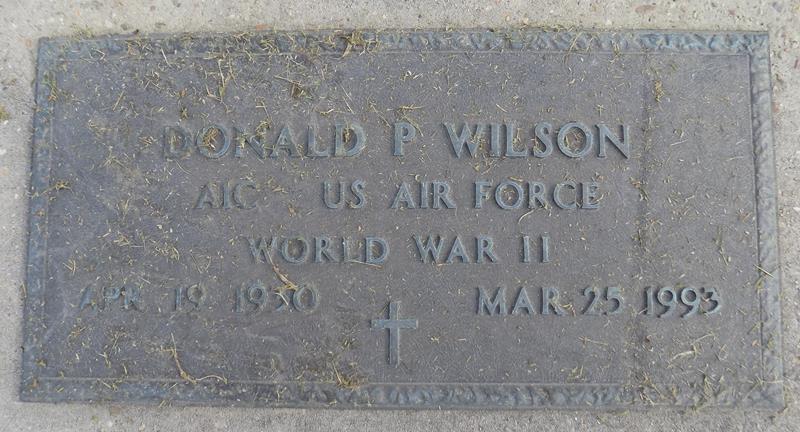 DONALD P WILSON
A1C US AIR FORCE
WORLD WAR II
APR 19 1930 MAR 25 1993